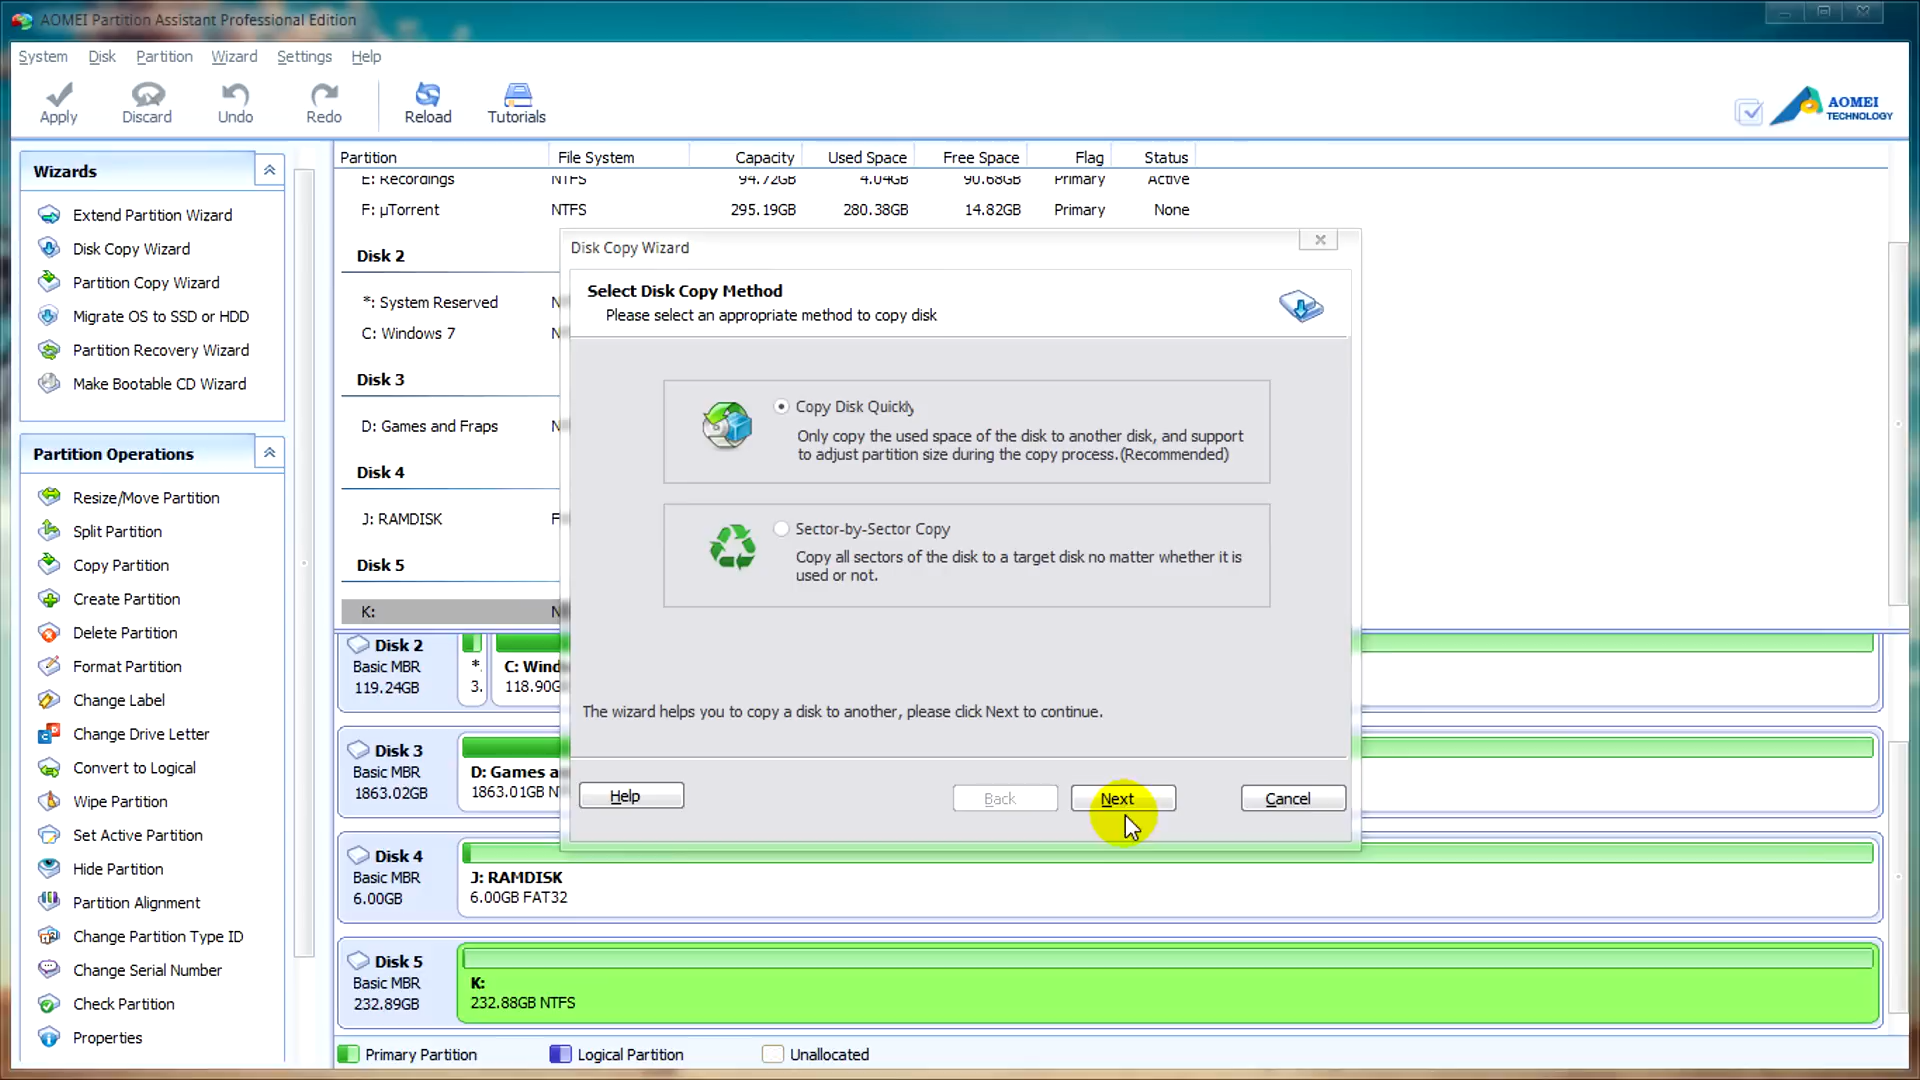 AOMEI Partition Assistant Professional Edition
System Disk Partition Wizard Settings Help
Apply Discard Undo Redo Reload Tutorials
AOMEI
TECHNOLOGY
Wizards
Extend Partition Wizard
Disk Copy Wizard
Partition Copy Wizard
Migrate OS to SSD or HDD
Partition Recovery Wizard
Make Bootable CD Wizard
Partition Operations
Resize/Move Partition
Split Partition
Copy Partition
Create Partition
Delete Partition
Format Partition
Change Label
Change Drive Letter
Convert to Logical
Wipe Partition
Set Active Partition
Hide Partition
Partition Alignment
Change Partition Type ID
Change Serial Number
Check Partition
Properties
Partition File System Capacity Used Space Free Space Flag Status
E: Recordings NTFS 94.72GB 4.04GB 90.68GB Primary Active
F: µTorrent NTFS 295.19GB 280.38GB 14.82GB Primary None
Disk 2
*: System Reserved N
C: Windows 7 N
Disk 3
D: Games and Fraps N
Disk 4
J: RAMDISK F
Disk 5
K: N
Disk Copy Wizard
Select Disk Copy Method
Please select an appropriate method to copy disk
Copy Disk Quickly
Only copy the used space of the disk to another disk, and support
to adjust partition size during the copy process.(Recommended)
Sector-by-Sector Copy
Copy all sectors of the disk to a target disk no matter whether it is
used or not.
The wizard helps you to copy a disk to another, please click Next to continue.
Help Back Next Cancel
Disk 2
Basic MBR
119.24GB
*.
3.
C: Wind
118.90G
Disk 3
Basic MBR
1863.02GB
D: Games a
1863.01GB N
Disk 4
Basic MBR
6.00GB
J: RAMDISK
6.00GB FAT32
Disk 5
Basic MBR
232.89GB
K:
232.88GB NTFS
Primary Partition Logical Partition Unallocated